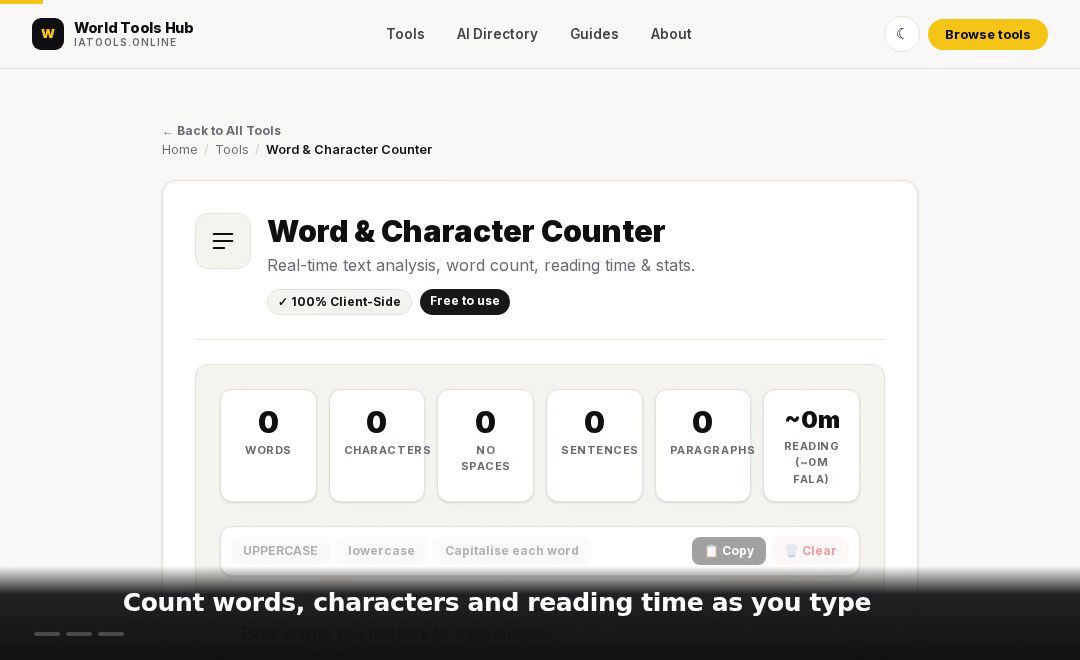 W
World Tools Hub
IATOOLS.ONLINE
Tools
AI Directory
Guides
About
☾
Browse tools
← Back to All Tools
Home / Tools / Word & Character Counter
Word & Character Counter
Real-time text analysis, word count, reading time & stats.
✓ 100% Client-Side
Free to use
0
WORDS
0
CHARACTERS
0
NO
SPACES
0
SENTENCES
0
PARAGRAPHS
~0m
READING
(~0M
FALA)
UPPERCASE
lowercase
Capitalise each word
📋 Copy
🗑️ Clear
Count words, characters and reading time as you type
Paste or type your text here for a live analysis...